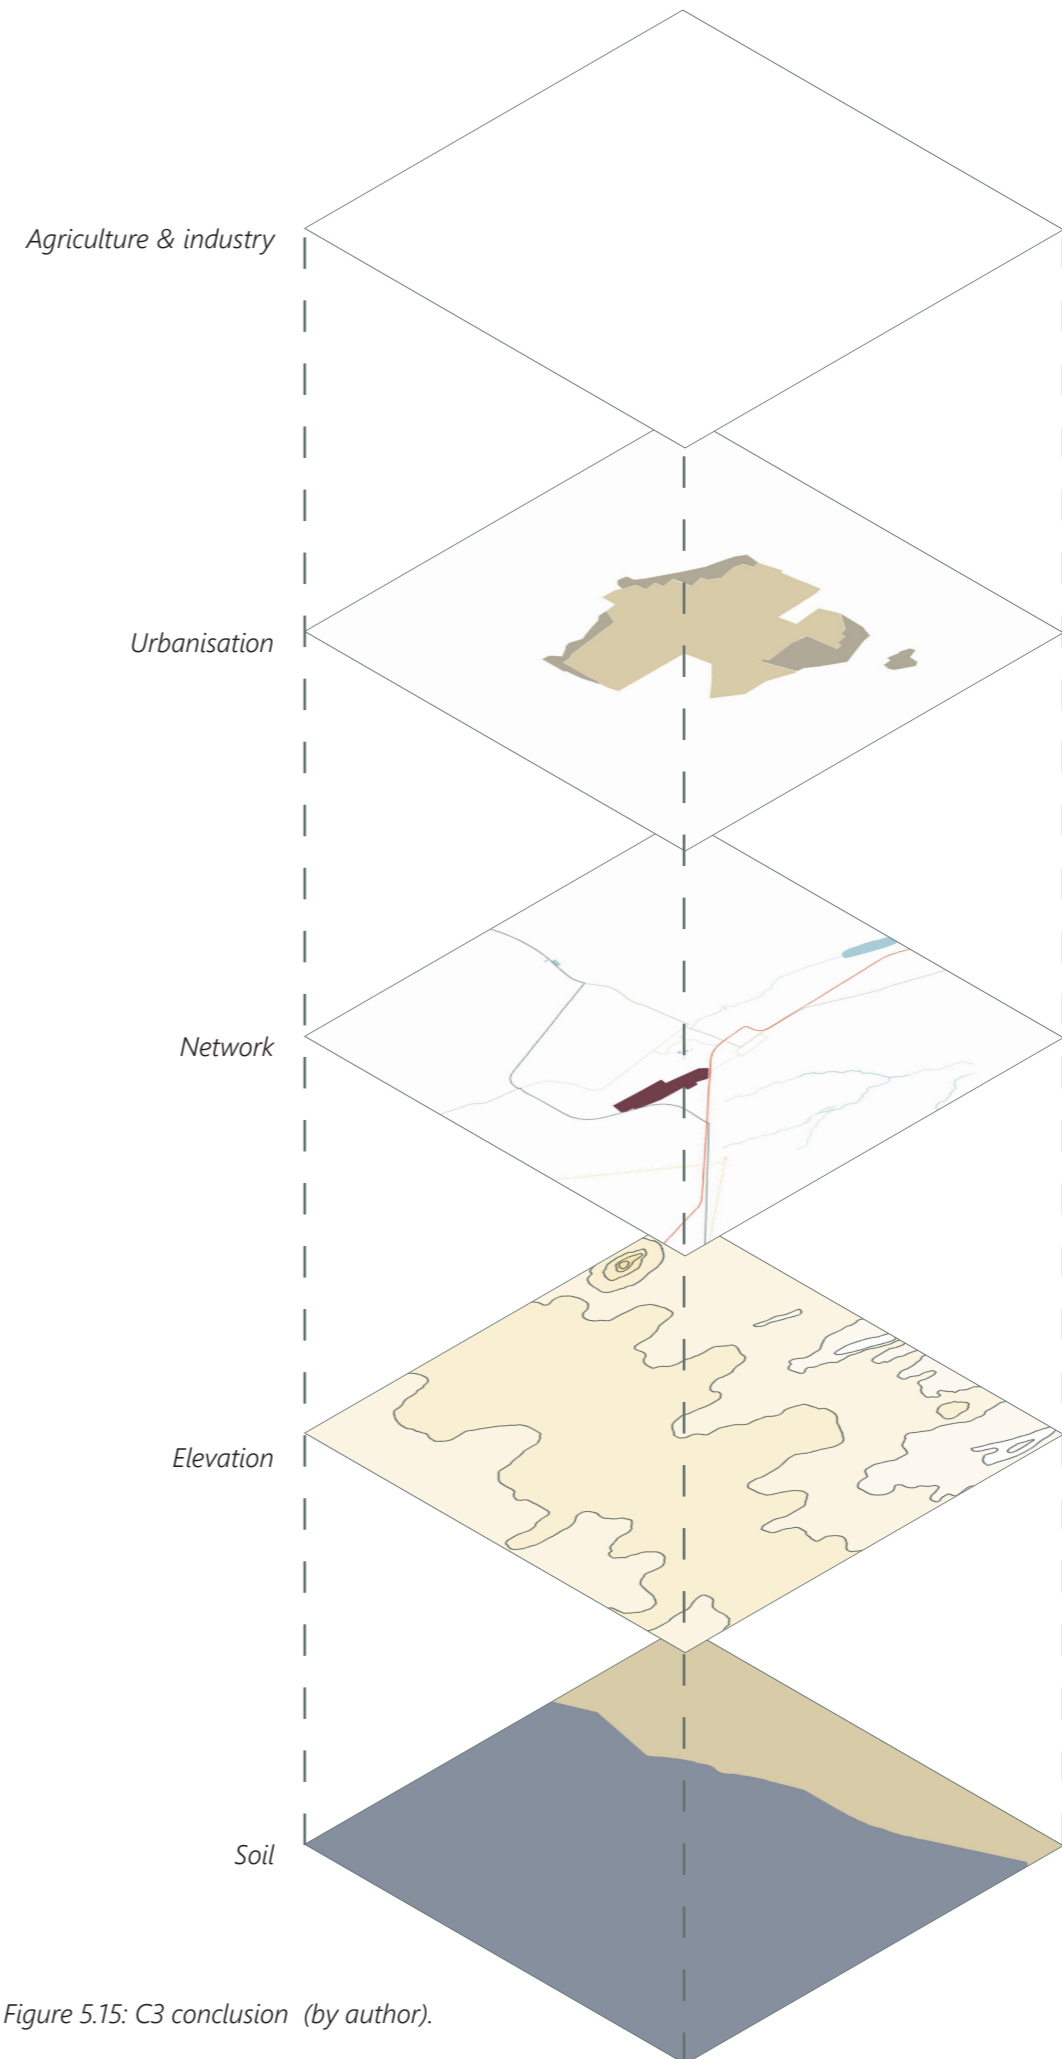 Agriculture & industry
Urbanisation
Network
Elevation
Soil
Figure 5.15: C3 conclusion  (by author).